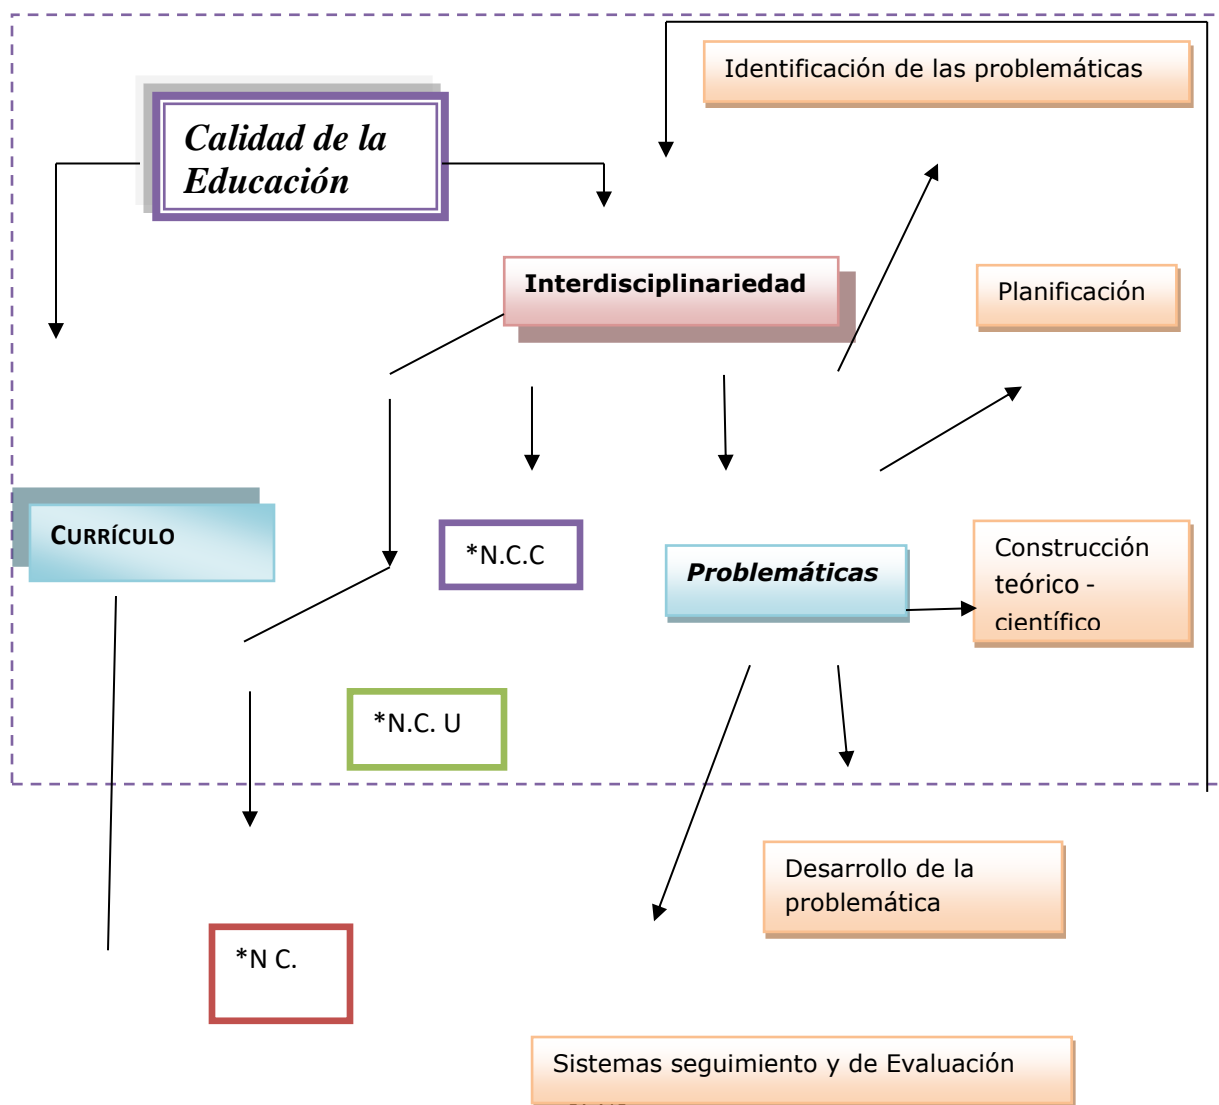 Identificación de las problemáticas
Calidad de la
Educación
Interdisciplinariedad
Planificación
CURRÍCULO
*N.C.C
Problemáticas
Construcción
teórico -
científico
*N.C. U
Desarrollo de la
problemática
*N C.
Sistemas seguimiento y de Evaluación